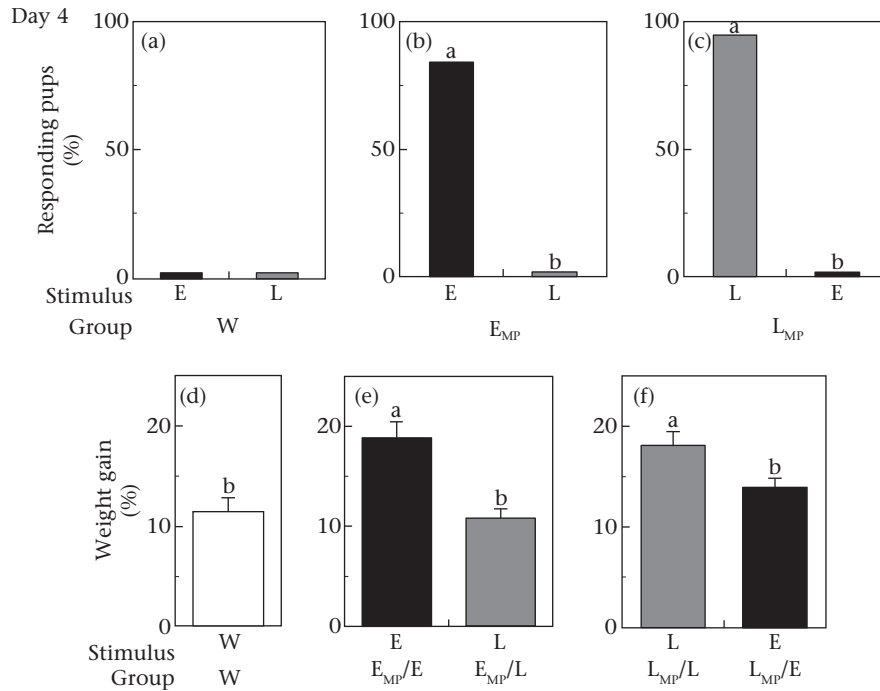 Day 4
(a) (b) (c)
a a
b b
100 100 100
50 50 50
0 0 0
Responding pups
(%)
Stimulus E L E L L E
Group W E_MP L_MP
(d) (e) (f)
b a b a b
20 20 20
10 10 10
0 0 0
Weight gain
(%)
W E L L E
Stimulus
Group W E_MP/E E_MP/L L_MP/L L_MP/E